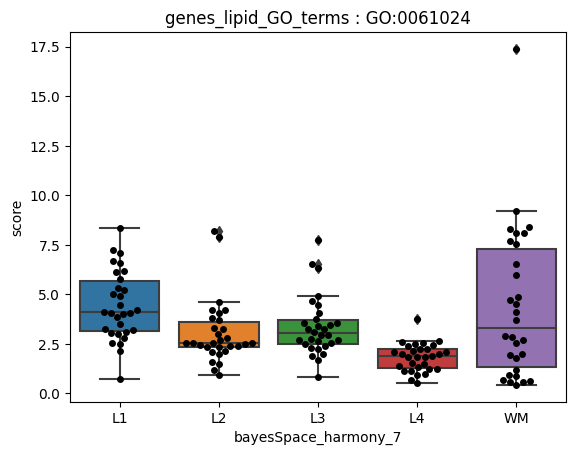 genes_lipid_GO_terms : GO:0061024
17.5
15.0
12.5
10.0
7.5
5.0
2.5
0.0
score
L1 L2 L3 L4 WM
bayesSpace_harmony_7